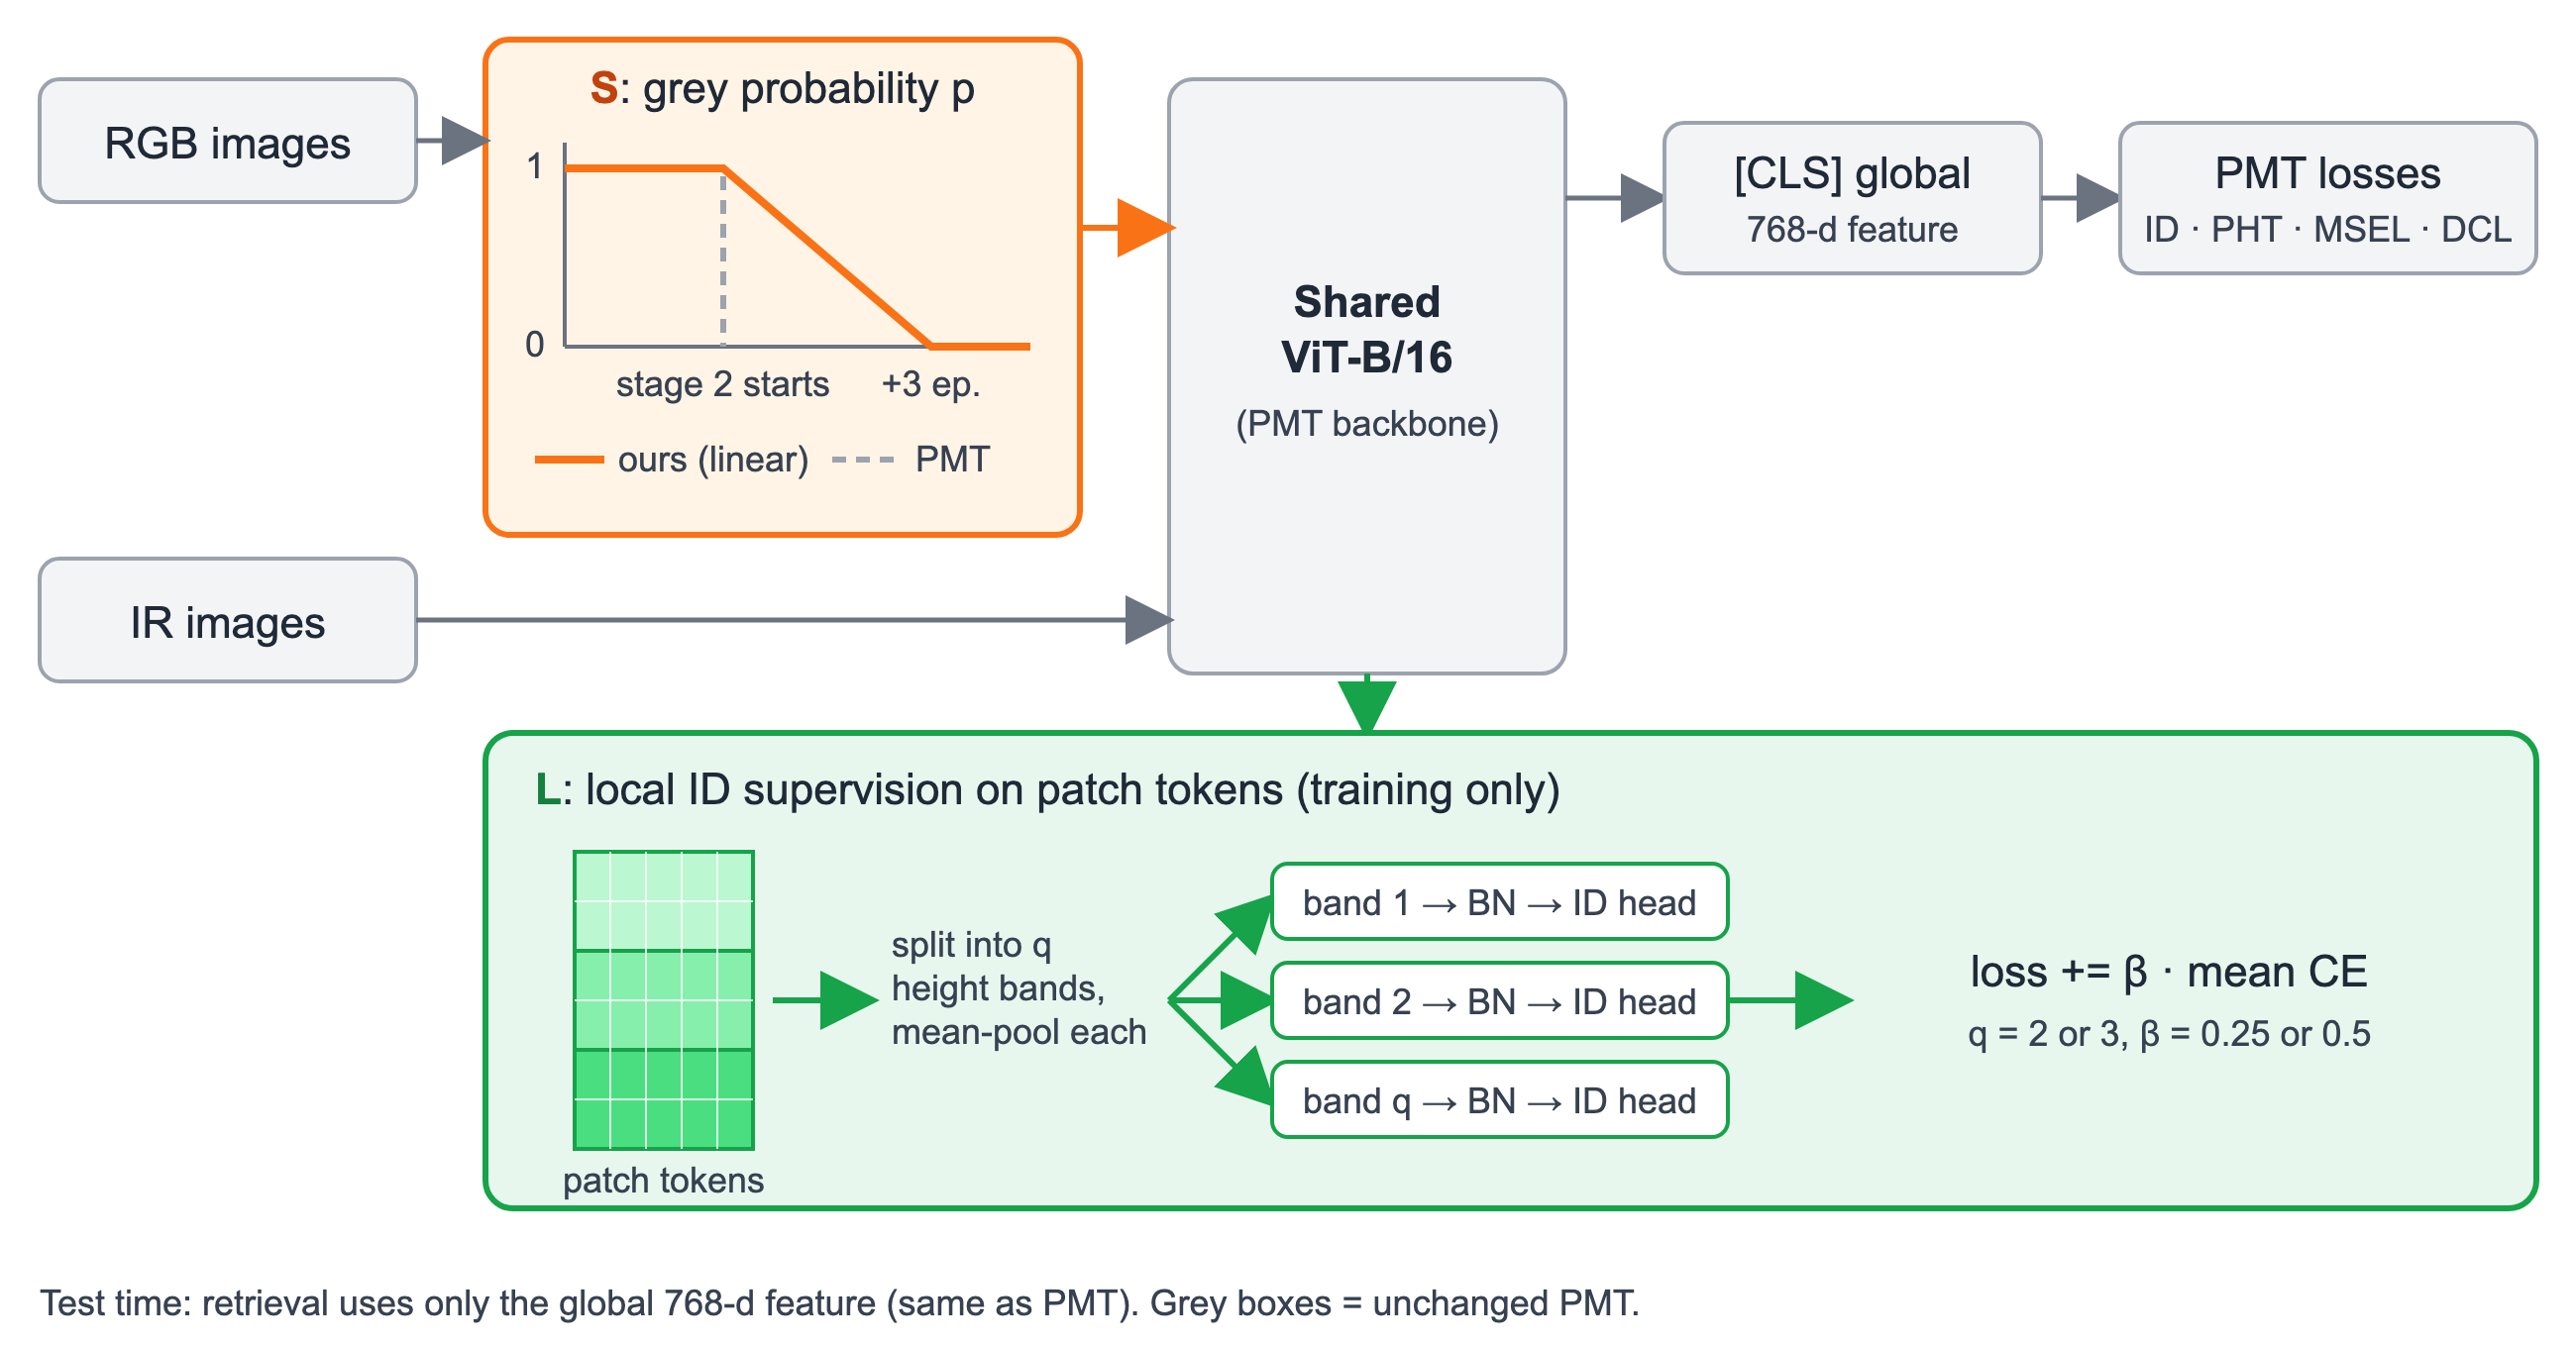 RGB images
S: grey probability p
1
0
stage 2 starts +3 ep.
ours (linear) PMT
IR images
Shared
ViT-B/16
(PMT backbone)
[CLS] global
768-d feature
PMT losses
ID · PHT · MSEL · DCL
L: local ID supervision on patch tokens (training only)
patch tokens
split into q
height bands,
mean-pool each
band 1 → BN → ID head
band 2 → BN → ID head
band q → BN → ID head
loss += β · mean CE
q = 2 or 3, β = 0.25 or 0.5
Test time: retrieval uses only the global 768-d feature (same as PMT). Grey boxes = unchanged PMT.